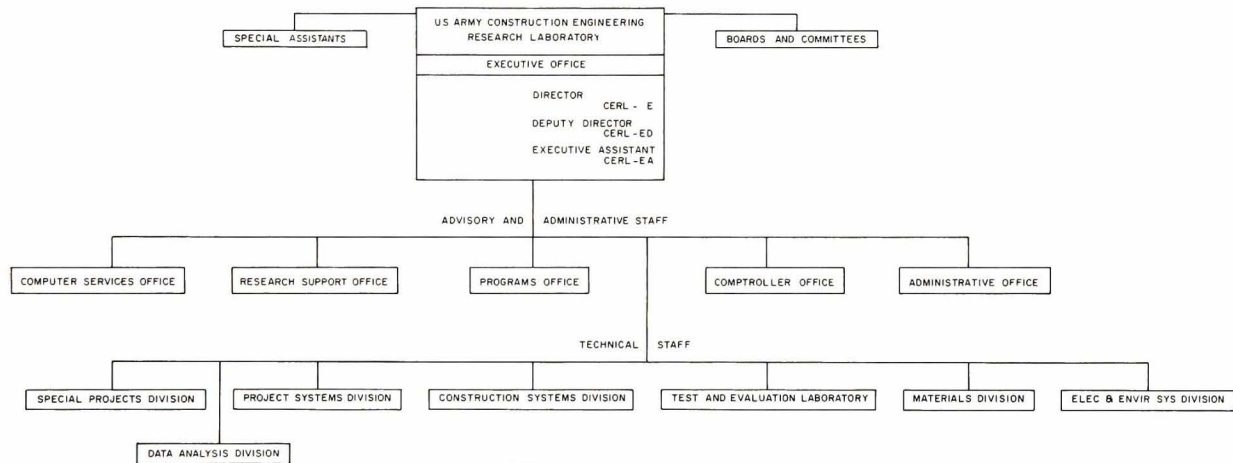 US ARMY CONSTRUCTION ENGINEERING
RESEARCH LABORATORY
SPECIAL ASSISTANTS
BOARDS AND COMMITTEES
EXECUTIVE OFFICE
DIRECTOR
CERL - E
DEPUTY DIRECTOR
CERL -ED
EXECUTIVE ASSISTANT
CERL -EA
ADVISORY AND ADMINISTRATIVE STAFF
COMPUTER SERVICES OFFICE
RESEARCH SUPPORT OFFICE
PROGRAMS OFFICE
COMPTROLLER OFFICE
ADMINISTRATIVE OFFICE
TECHNICAL STAFF
SPECIAL PROJECTS DIVISION
PROJECT SYSTEMS DIVISION
CONSTRUCTION SYSTEMS DIVISION
TEST AND EVALUATION LABORATORY
MATERIALS DIVISION
ELEC & ENVIR SYS DIVISION
DATA ANALYSIS DIVISION